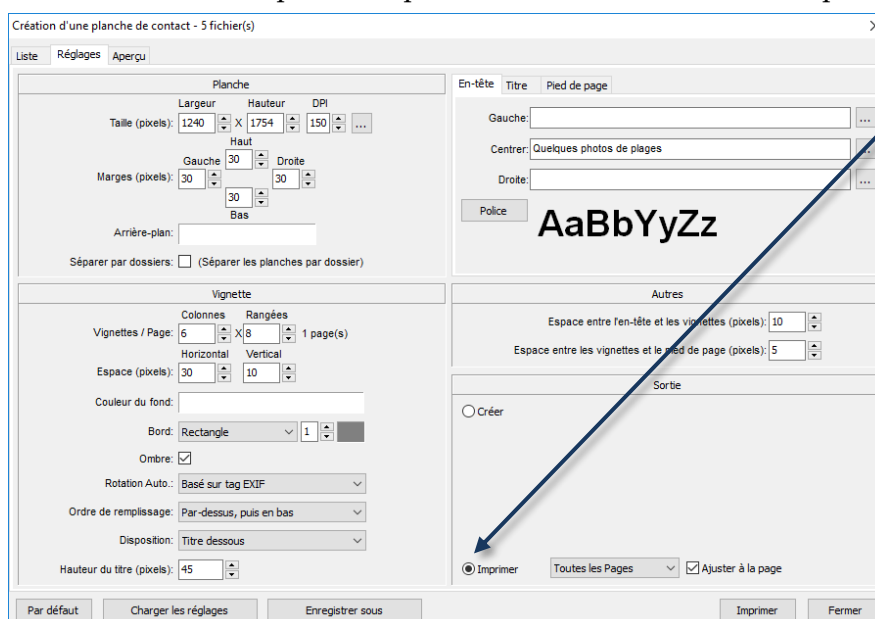 Création d'une planche de contact - 5 fichier(s)
Liste Réglages Aperçu
Planche
Largeur Hauteur DPI
Taille (pixels): 1240 X 1754 150 ...
Haut
Gauche 30 Droite
Marges (pixels): 30 30
30
Bas
Arrière-plan:
Séparer par dossiers: (Séparer les planches par dossier)
Vignette
Colonnes Rangées
Vignettes / Page: 6 X 8 1 page(s)
Horizontal Vertical
Espace (pixels): 30 10
Couleur du fond:
Bord: Rectangle 1
Ombre:
Rotation Auto.: Basé sur tag EXIF
Ordre de remplissage: Par-dessus, puis en bas
Disposition: Titre dessous
Hauteur du titre (pixels): 45
En-tête Titre Pied de page
Gauche: ...
Centrer: Quelques photos de plages ...
Droite: ...
Police AaBbYyZz
Autres
Espace entre l'en-tête et les vignettes (pixels): 10
Espace entre les vignettes et le pied de page (pixels): 5
Sortie
Créer
Imprimer Toutes les Pages Ajuster à la page
Par défaut Charger les réglages Enregistrer sous Imprimer Fermer